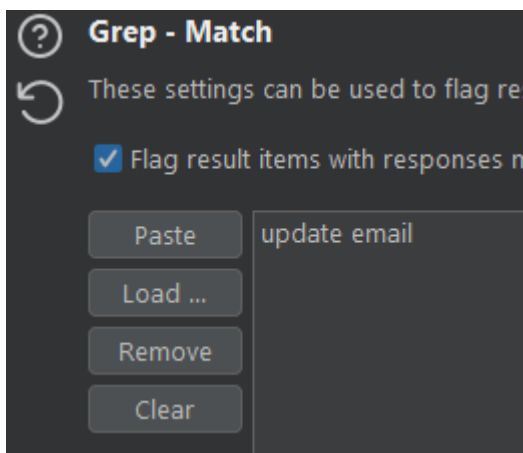 Grep - Match
These settings can be used to flag re
Flag result items with responses
Paste
update email
Load ...
Remove
Clear